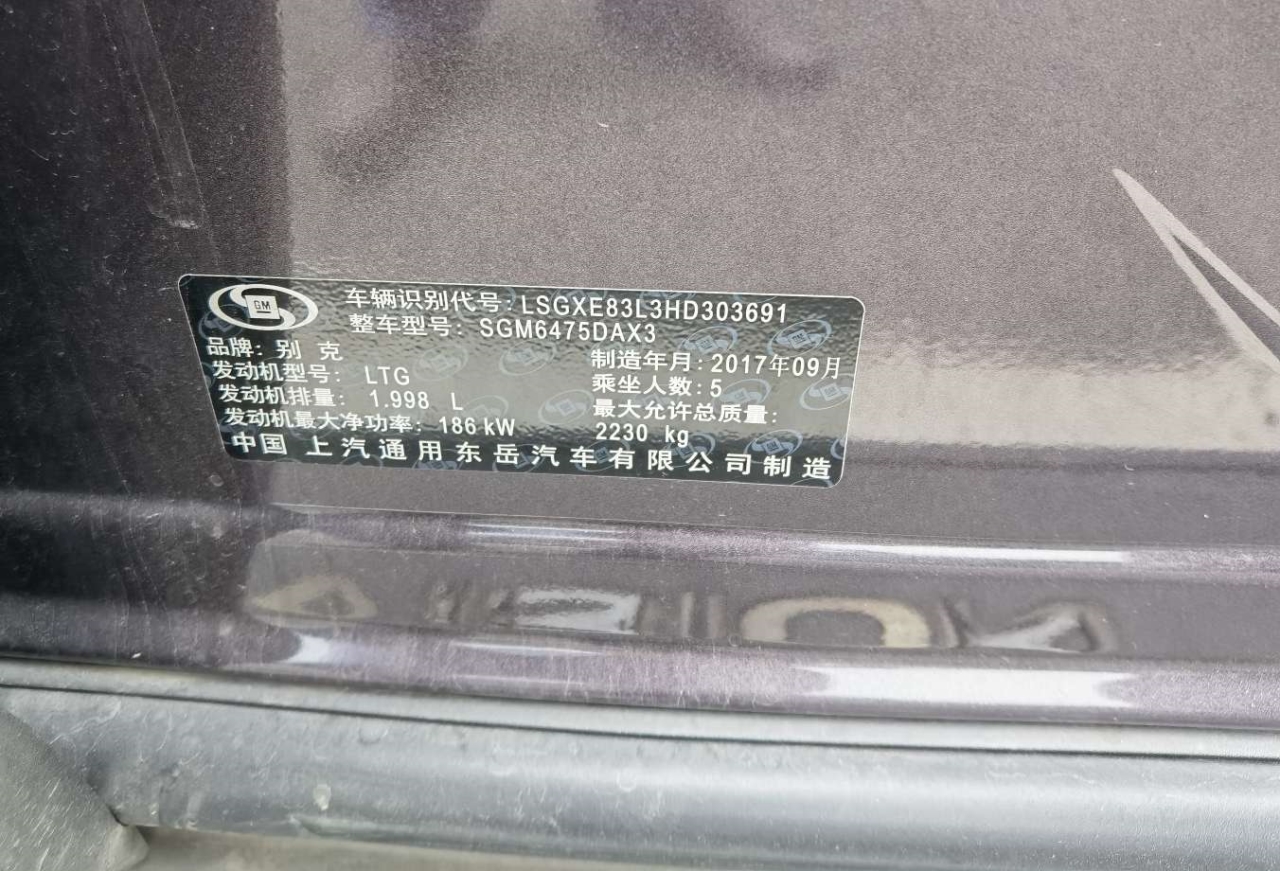 GM
车辆识别代号：LSGXE83L3HD303691
整车型号：SGM6475DAX3
品牌：别 克
制造年月：2017年09月
发动机型号： LTG
乘坐人数：5
发动机排量： 1.998 L
最大允许总质量：
发动机最大净功率：186 kW
2230 kg
中国 上汽通用东岳汽车有限公司制造